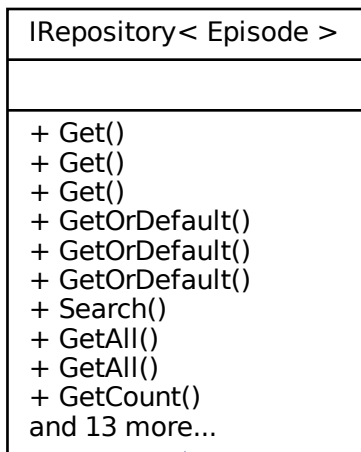 IRepository< Episode >
+ Get()
+ Get()
+ Get()
+ GetOrDefault()
+ GetOrDefault()
+ GetOrDefault()
+ Search()
+ GetAll()
+ GetAll()
+ GetCount()
and 13 more...